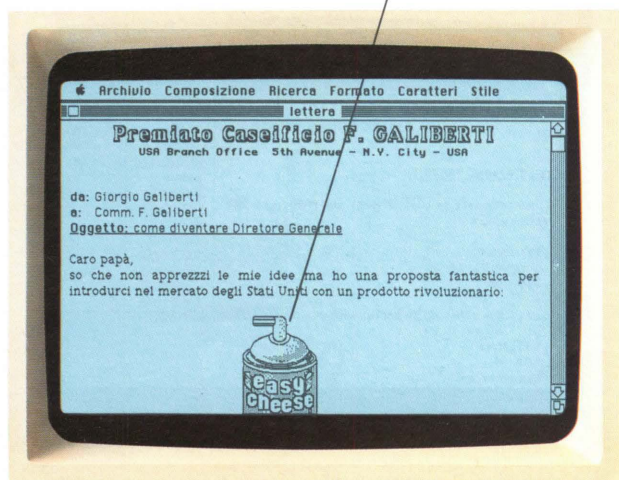 Archivio Composizione Ricerca Formato Caratteri Stile
lettera
Premiato Caseificio F. GALIBERTI
USA Branch Office 5th Avenue - N.Y. City - USA
da: Giorgio Galiberti
a: Comm. F. Galiberti
Oggetto: come diventare Diretore Generale
Caro papà,
so che non apprezzzi le mie idee ma ho una proposta fantastica per
introdurci nel mercato degli Stati Uniti con un prodotto rivoluzionario:
easy
cheese